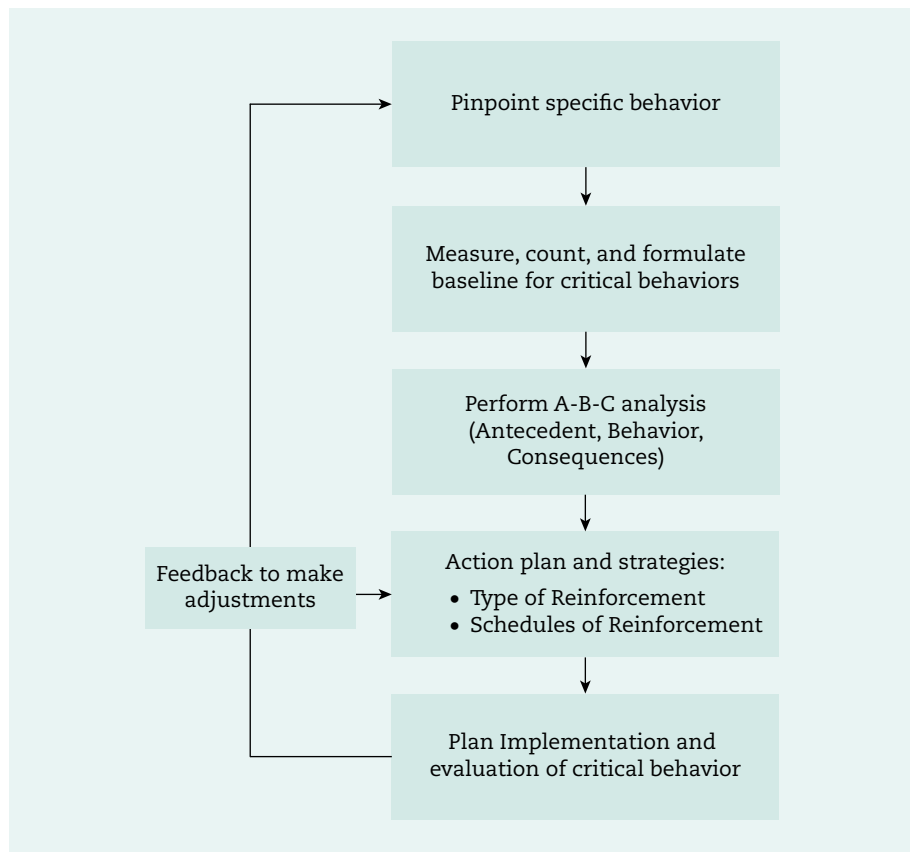 Pinpoint specific behavior
Measure, count, and formulate
baseline for critical behaviors
Perform A-B-C analysis
(Antecedent, Behavior,
Consequences)
Feedback to make
adjustments
Action plan and strategies:
• Type of Reinforcement
• Schedules of Reinforcement
Plan Implementation and
evaluation of critical behavior